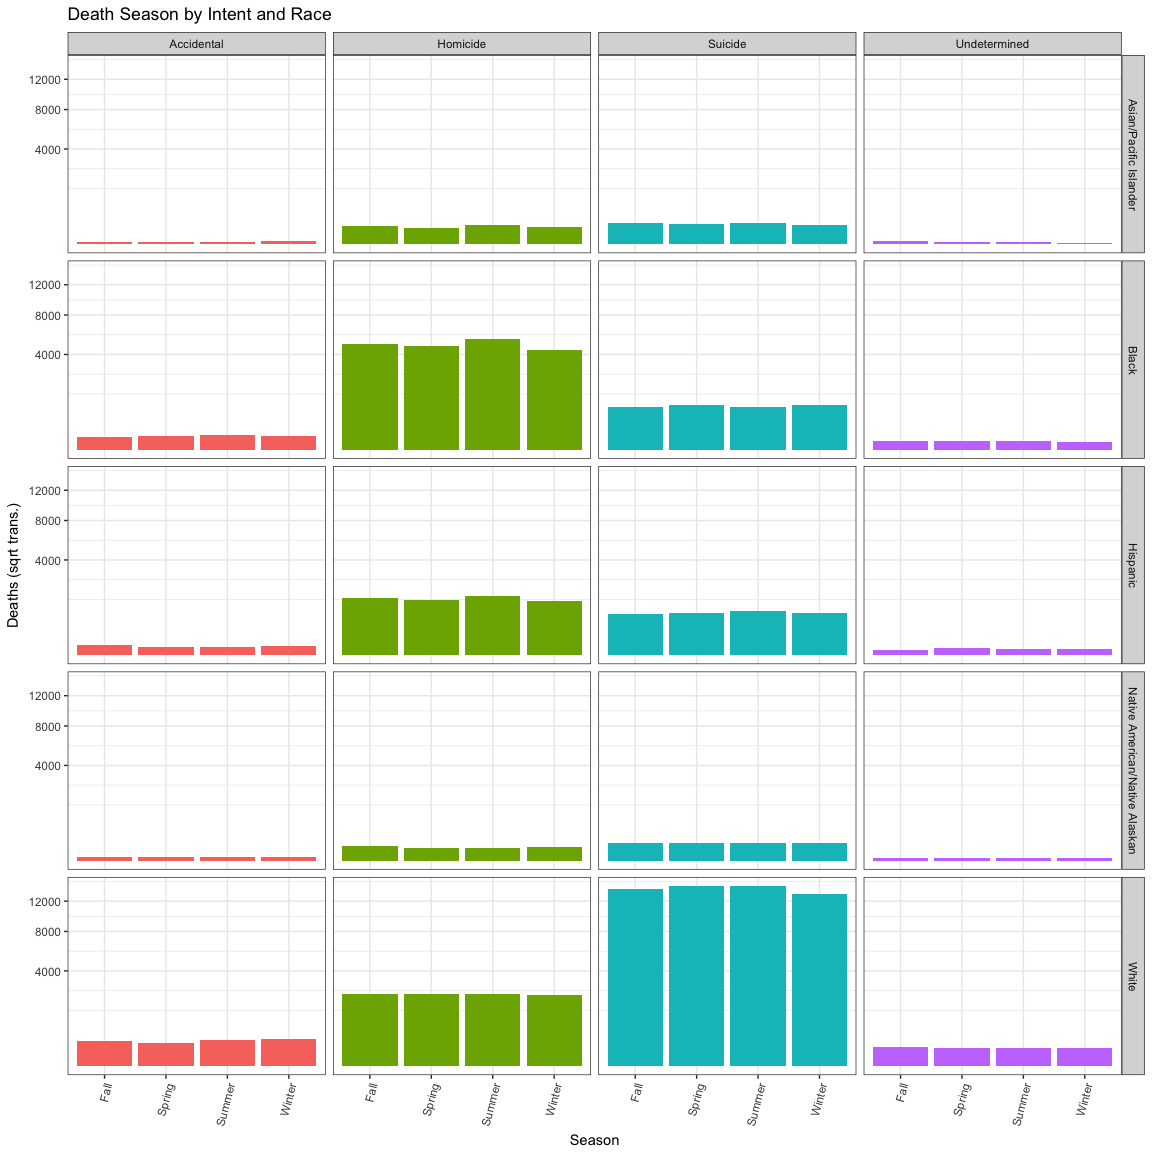 Death Season by Intent and Race
Accidental
Homicide
Suicide
Undetermined
12000
8000
4000
Asian/Pacific Islander
12000
8000
4000
Black
12000
8000
4000
Hispanic
12000
8000
4000
Native American/Native Alaskan
12000
8000
4000
White
Deaths (sqrt trans.)
Fall
Spring
Summer
Winter
Fall
Spring
Summer
Winter
Fall
Spring
Summer
Winter
Fall
Spring
Summer
Winter
Season